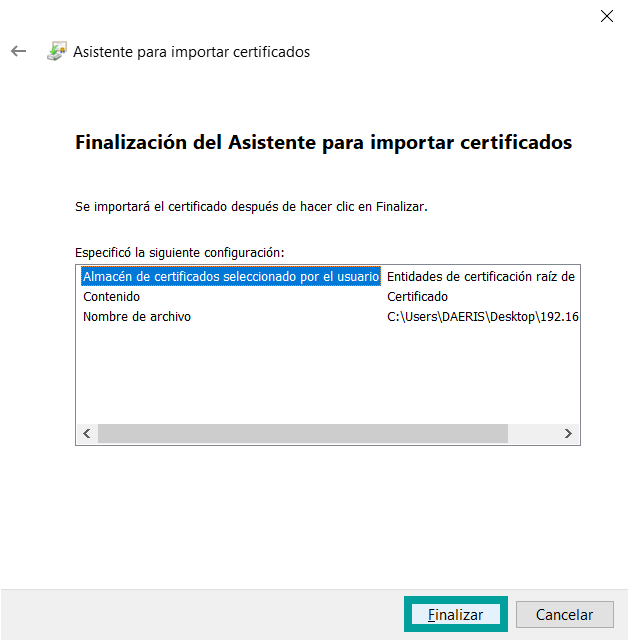 Asistente para importar certificados
Finalización del Asistente para importar certificados
Se importará el certificado después de hacer clic en Finalizar.
Especificó la siguiente configuración:
Almacén de certificados seleccionado por el usuario Entidades de certificación raíz de
Contenido Certificado
Nombre de archivo C:\Users\DAERIS\Desktop\192.16
Finalizar Cancelar